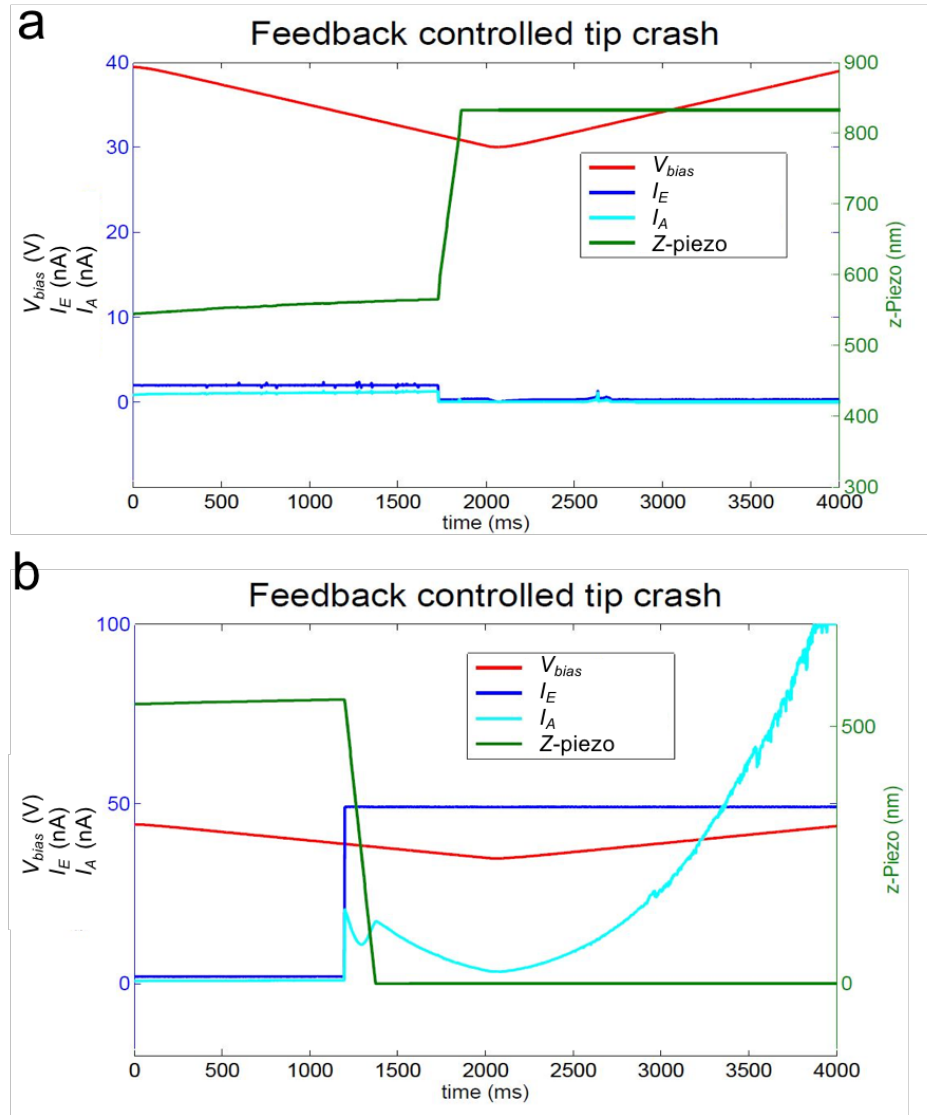 a
Feedback controlled tip crash
40
30
20
10
0
900
800
700
600
500
400
300
V_bias (V)
I_E (nA)
I_A (nA)
z-Piezo (nm)
V_bias
I_E
I_A
Z-piezo
0 500 1000 1500 2000 2500 3000 3500 4000
time (ms)
b
Feedback controlled tip crash
100
50
0
500
0
V_bias (V)
I_E (nA)
I_A (nA)
z-Piezo (nm)
V_bias
I_E
I_A
Z-piezo
0 500 1000 1500 2000 2500 3000 3500 4000
time (ms)